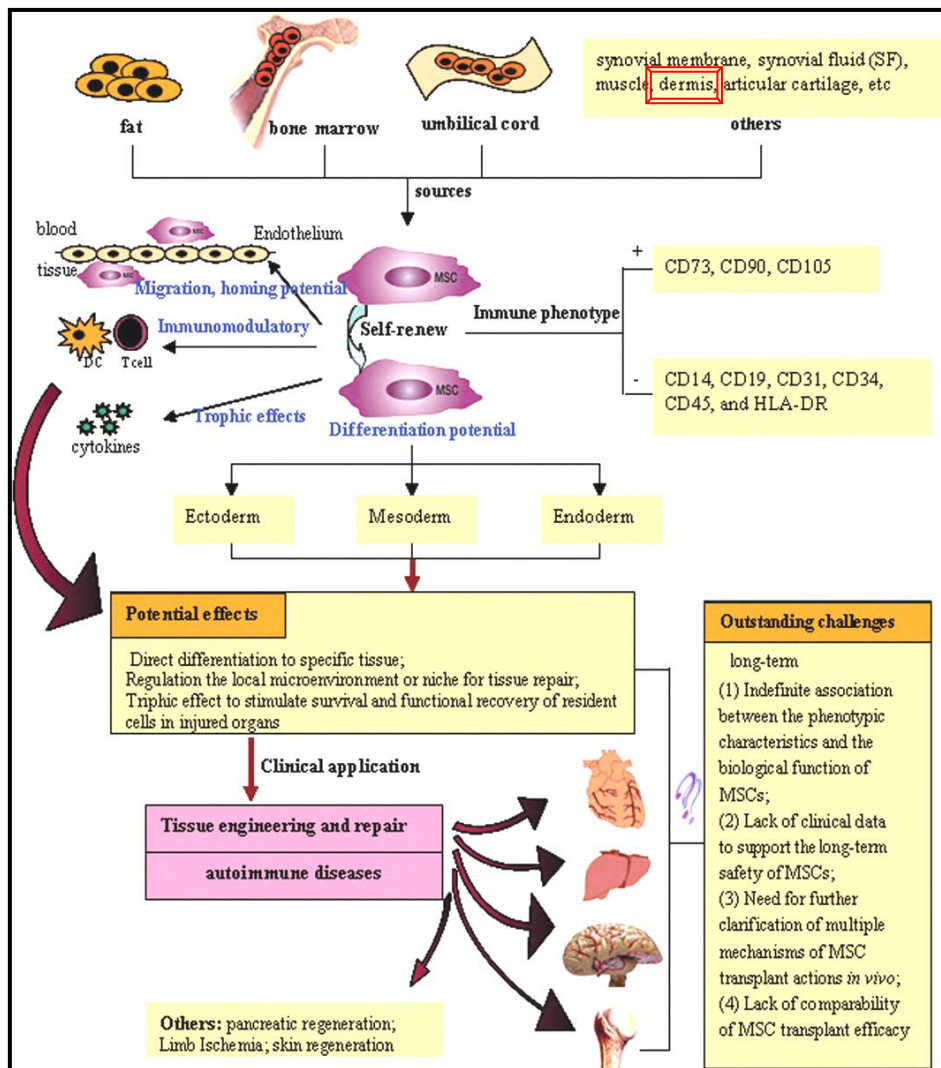 synovial membrane, synovial fluid (SF),
muscle, dermis, articular cartilage, etc
fat
bone marrow
umbilical cord
others
sources
blood
Endothelium
tissue
MSC
MSC
Migration, homing potential
Immunomodulatory
DC
T cell
Trophic effects
cytokines
MSC
Self-renew
MSC
Differentiation potential
Immune phenotype
+
CD73, CD90, CD105
-
CD14, CD19, CD31, CD34,
CD45, and HLA-DR
Ectoderm
Mesoderm
Endoderm
Potential effects
Direct differentiation to specific tissue;
Regulation the local microenvironment or niche for tissue repair;
Triphic effect to stimulate survival and functional recovery of resident
cells in injured organs
Clinical application
Tissue engineering and repair
autoimmune diseases
Others: pancreatic regeneration;
Limb Ischemia; skin regeneration
???
Outstanding challenges
long-term
(1) Indefinite association
between the phenotypic
characteristics and the
biological function of
MSCs;
(2) Lack of clinical data
to support the long-term
safety of MSCs;
(3) Need for further
clarification of multiple
mechanisms of MSC
transplant actions in vivo;
(4) Lack of comparability
of MSC transplant efficacy